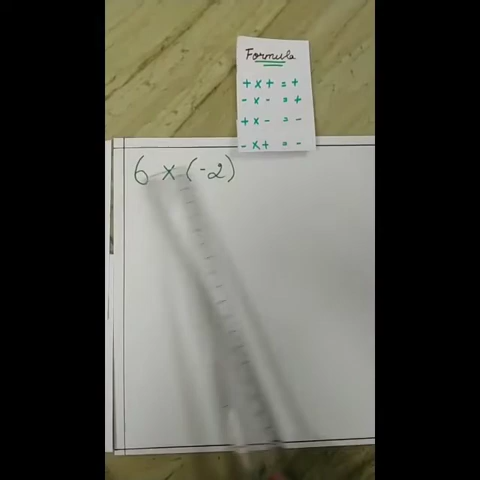 Formula
+ x + = +
- x - = +
+ x - = -
- x + = -
6 x (-2)